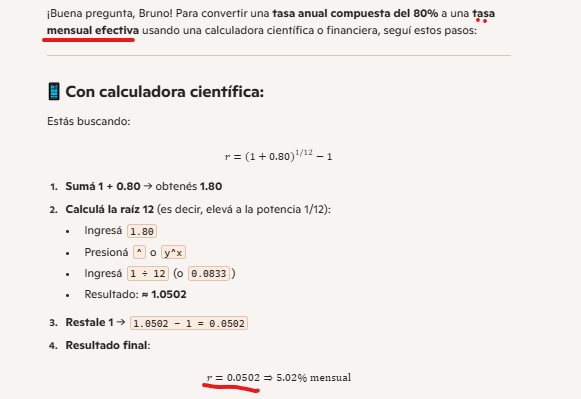 ¡Buena pregunta, Bruno! Para convertir una tasa anual compuesta del 80% a una tasa
mensual efectiva usando una calculadora científica o financiera, seguí estos pasos:
Con calculadora científica:
Estás buscando:
r = (1 + 0.80)^{1/12} − 1
1. Sumá 1 + 0.80 → obtenés 1.80
2. Calculá la raíz 12 (es decir, elevá a la potencia 1/12):
• Ingresá 1.80
• Presioná ^ o y^x
• Ingresá 1 ÷ 12 (o 0.0833)
• Resultado: ≈ 1.0502
3. Restale 1 → 1.0502 − 1 = 0.0502
4. Resultado final:
r = 0.0502 ⇒ 5.02% mensual